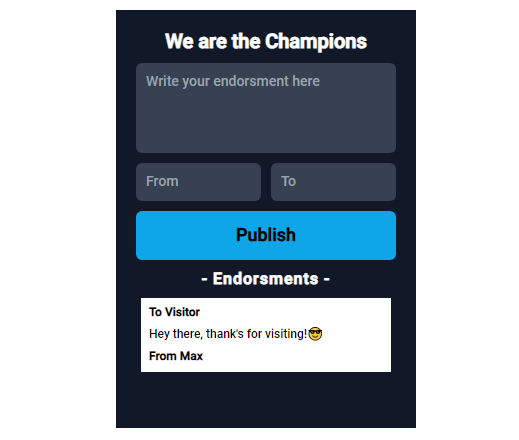 We are the Champions
Write your endorsment here
From
To
Publish
- Endorsments -
To Visitor
Hey there, thank's for visiting!😎
From Max